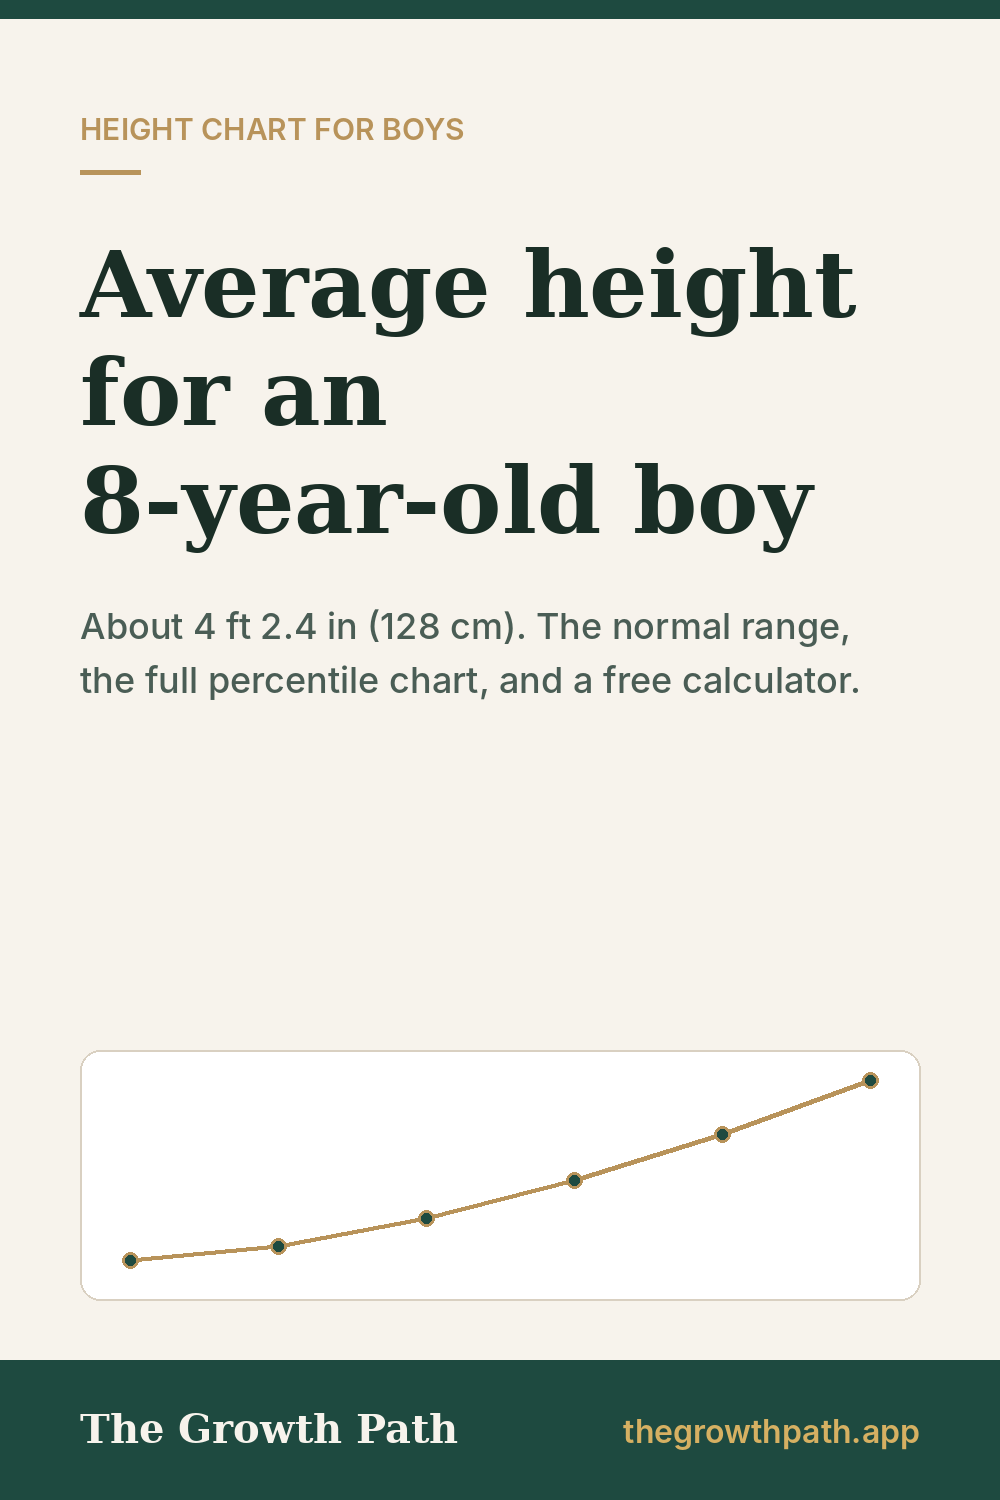 HEIGHT CHART FOR BOYS
Average height
for an
8-year-old boy
About 4 ft 2.4 in (128 cm). The normal range,
the full percentile chart, and a free calculator.
The Growth Path
thegrowthpath.app